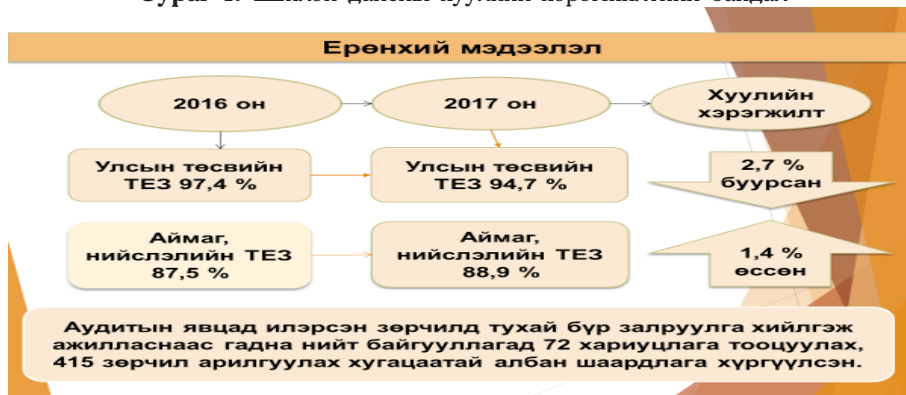 Ерөнхий мэдээлэл
2016 он
2017 он
Хуулийн
хэрэгжилт
Улсын төсвийн
ТЕЗ 97,4 %
Улсын төсвийн
ТЕЗ 94,7 %
2,7 %
буурсан
Аймаг,
нийслэлийн ТЕЗ
87,5 %
Аймаг,
нийслэлийн ТЕЗ
88,9 %
1,4 %
өссөн
Аудитын явцад илэрсэн зөрчилд тухай бүр залруулга хийлгэж
ажилласнаас гадна нийт байгууллагад 72 хариуцлага тооцуулах,
415 зөрчил арилгуулах хугацаатай албан шаардлага хүргүүлсэн.